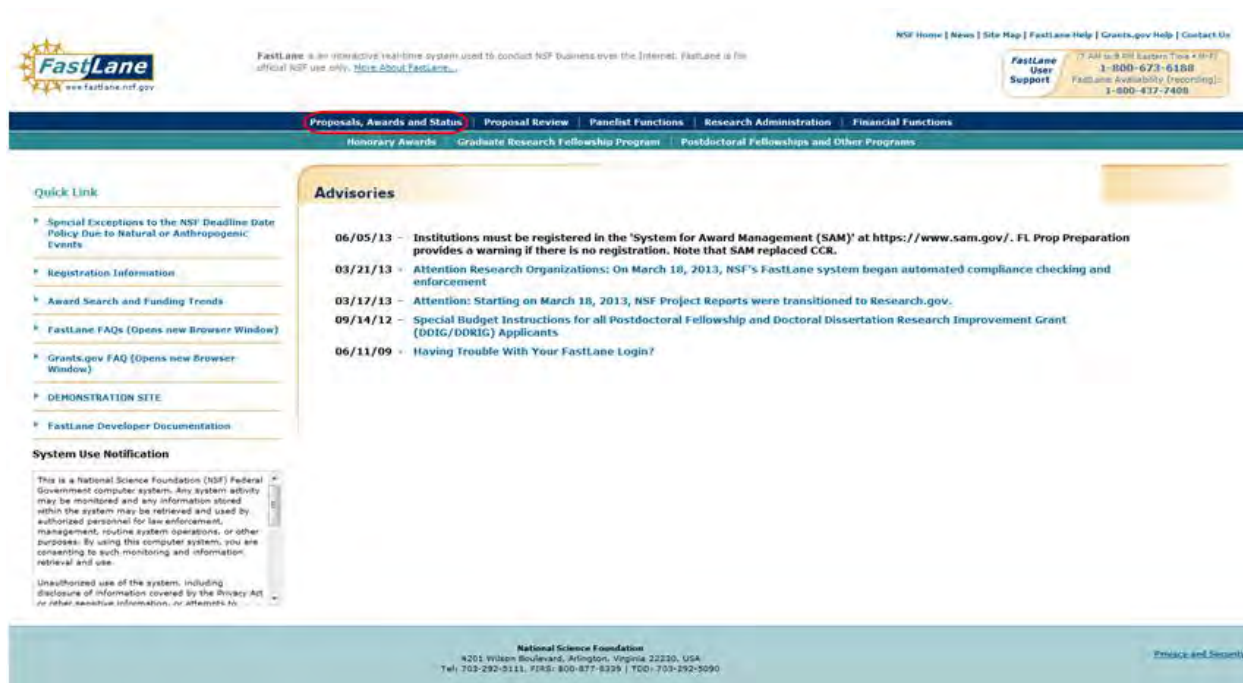 NSF Home | News | Site Map | FastLane Help | Grants.gov Help | Contact Us
FastLane
www.fastlane.nsf.gov
FastLane is an interactive real-time system used to conduct NSF business over the Internet. FastLane is for
official NSF use only. More About FastLane...
FastLane
User
Support
(7 AM to 9 PM Eastern Time • M-F)
1-800-673-6188
FastLane Availability (recording):
1-800-437-7408
Proposals, Awards and Status | Proposal Review | Panelist Functions | Research Administration | Financial Functions
Honorary Awards | Graduate Research Fellowship Program | Postdoctoral Fellowships and Other Programs
Quick Link
Special Exceptions to the NSF Deadline Date
Policy Due to Natural or Anthropogenic
Events
Registration Information
Award Search and Funding Trends
FastLane FAQs (Opens new Browser Window)
Grants.gov FAQ (Opens new Browser
Window)
DEMONSTRATION SITE
FastLane Developer Documentation
System Use Notification
This is a National Science Foundation (NSF) Federal
Government computer system. Any system activity
may be monitored and any information stored
within the system may be retrieved and used by
authorized personnel for law enforcement,
management, routine system operations, or other
purposes. By using this computer system, you are
consenting to such monitoring and information
retrieval and use.
Unauthorized use of the system, including
disclosure of information covered by the Privacy Act
or other sensitive information, or attempts to
Advisories
06/05/13 - Institutions must be registered in the 'System for Award Management (SAM)' at https://www.sam.gov/. FL Prop Preparation
provides a warning if there is no registration. Note that SAM replaced CCR.
03/21/13 - Attention Research Organizations: On March 18, 2013, NSF's FastLane system began automated compliance checking and
enforcement
03/17/13 - Attention: Starting on March 18, 2013, NSF Project Reports were transitioned to Research.gov.
09/14/12 - Special Budget Instructions for all Postdoctoral Fellowship and Doctoral Dissertation Research Improvement Grant
(DDIG/DDRIG) Applicants
06/11/09 - Having Trouble With Your FastLane Login?
National Science Foundation
4201 Wilson Boulevard, Arlington, Virginia 22230, USA
Tel: 703-292-5111, FIRS: 800-877-8339 | TDD: 703-292-5090
Privacy and Security